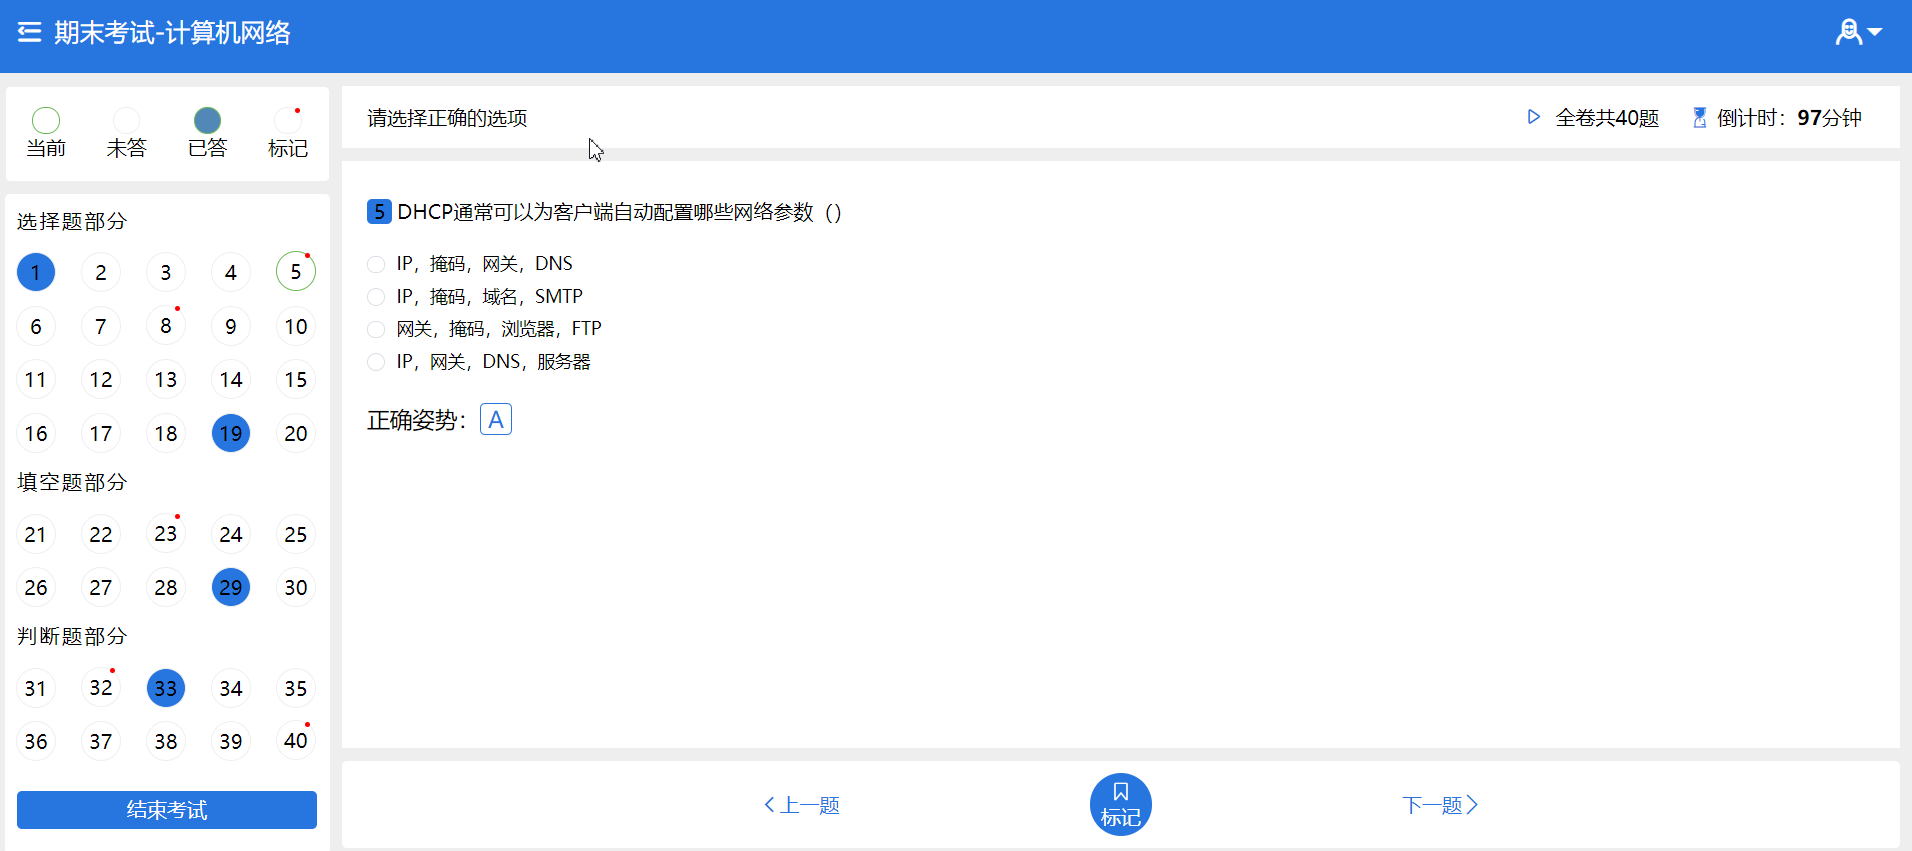 期末考试-计算机网络
当前 未答 已答 标记
请选择正确的选项 全卷共40题 倒计时：97分钟
选择题部分
1 2 3 4 5
6 7 8 9 10
11 12 13 14 15
16 17 18 19 20
填空题部分
21 22 23 24 25
26 27 28 29 30
判断题部分
31 32 33 34 35
36 37 38 39 40
结束考试
5 DHCP通常可以为客户端自动配置哪些网络参数（）
IP，掩码，网关，DNS
IP，掩码，域名，SMTP
网关，掩码，浏览器，FTP
IP，网关，DNS，服务器
正确姿势： A
上一题 标记 下一题